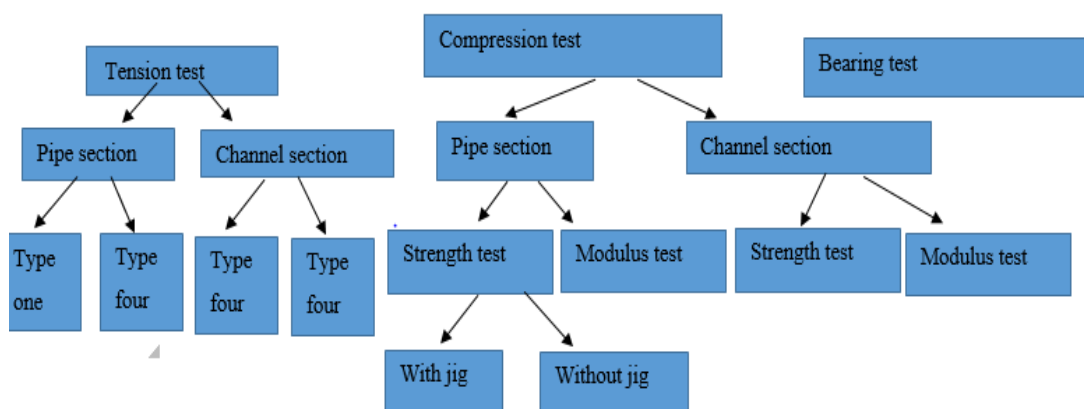 Tension test
Compression test
Bearing test
Pipe section
Channel section
Pipe section
Channel section
Type
one
Type
four
Type
four
Type
four
Strength test
Modulus test
Strength test
Modulus test
With jig
Without jig